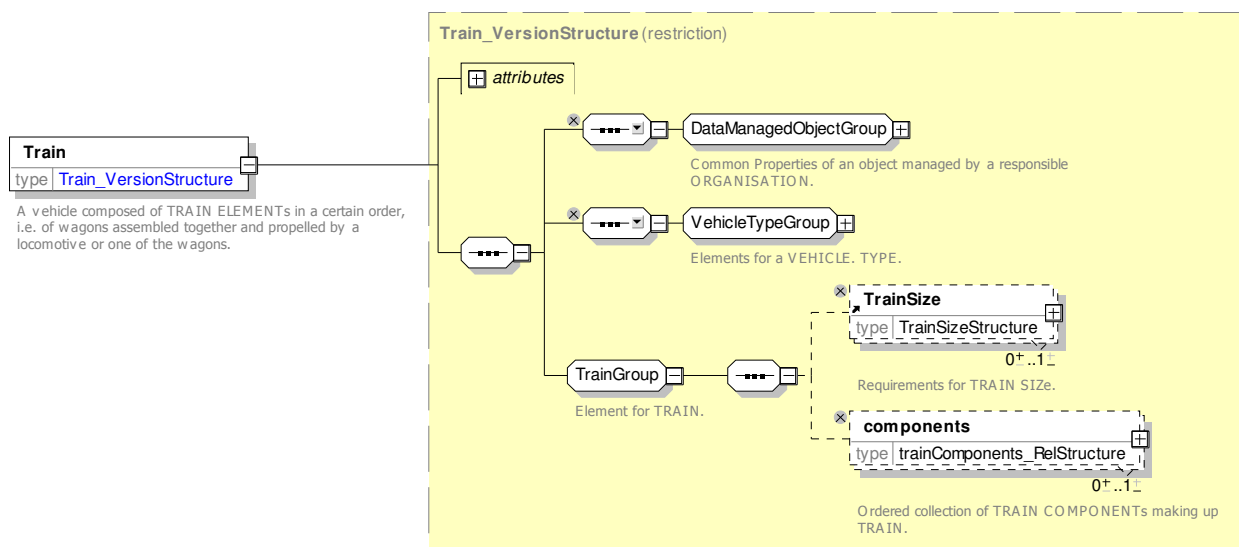 Train_VersionStructure (restriction)
attributes
DataManagedObjectGroup
Common Properties of an object managed by a responsible
ORGANISATION.
Train
type Train_VersionStructure
A vehicle composed of TRAIN ELEMENTs in a certain order,
i.e. of wagons assembled together and propelled by a
locomotive or one of the wagons.
VehicleTypeGroup
Elements for a VEHICLE. TYPE.
TrainSize
type TrainSizeStructure
0..1
Requirements for TRAIN SIZe.
TrainGroup
Element for TRAIN.
components
type trainComponents_RelStructure
0..1
Ordered collection of TRAIN COMPONENTs making up
TRAIN.